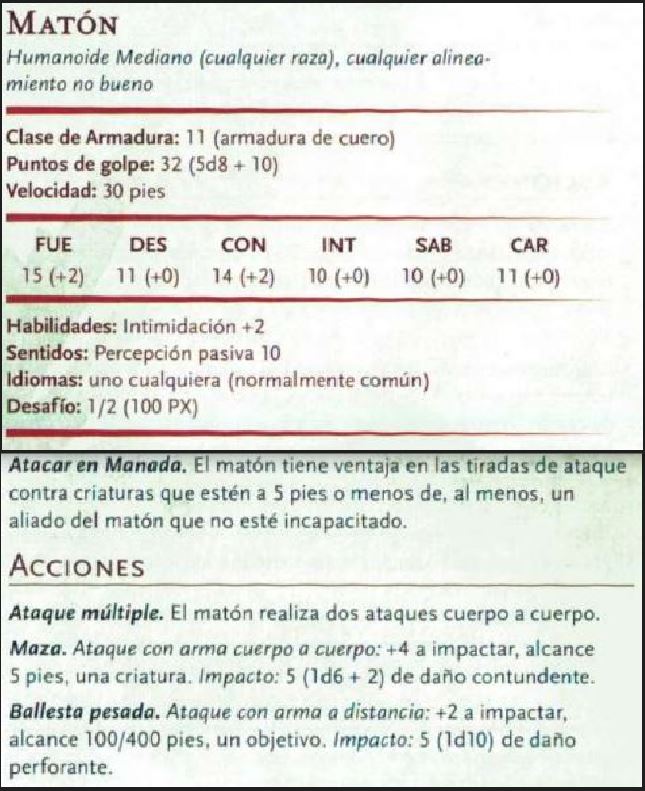 MATÓN
Humanoide Mediano (cualquier raza), cualquier alinea-
miento no bueno
Clase de Armadura: 11 (armadura de cuero)
Puntos de golpe: 32 (5d8 + 10)
Velocidad: 30 pies
FUE DES CON INT SAB CAR
15 (+2) 11 (+0) 14 (+2) 10 (+0) 10 (+0) 11 (+0)
Habilidades: Intimidación +2
Sentidos: Percepción pasiva 10
Idiomas: uno cualquiera (normalmente común)
Desafío: 1/2 (100 PX)
Atacar en Manada. El matón tiene ventaja en las tiradas de ataque
contra criaturas que estén a 5 pies o menos de, al menos, un
aliado del matón que no esté incapacitado.
ACCIONES
Ataque múltiple. El matón realiza dos ataques cuerpo a cuerpo.
Maza. Ataque con arma cuerpo a cuerpo: +4 a impactar, alcance
5 pies, una criatura. Impacto: 5 (1d6 + 2) de daño contundente.
Ballesta pesada. Ataque con arma a distancia: +2 a impactar,
alcance 100/400 pies, un objetivo. Impacto: 5 (1d10) de daño
perforante.